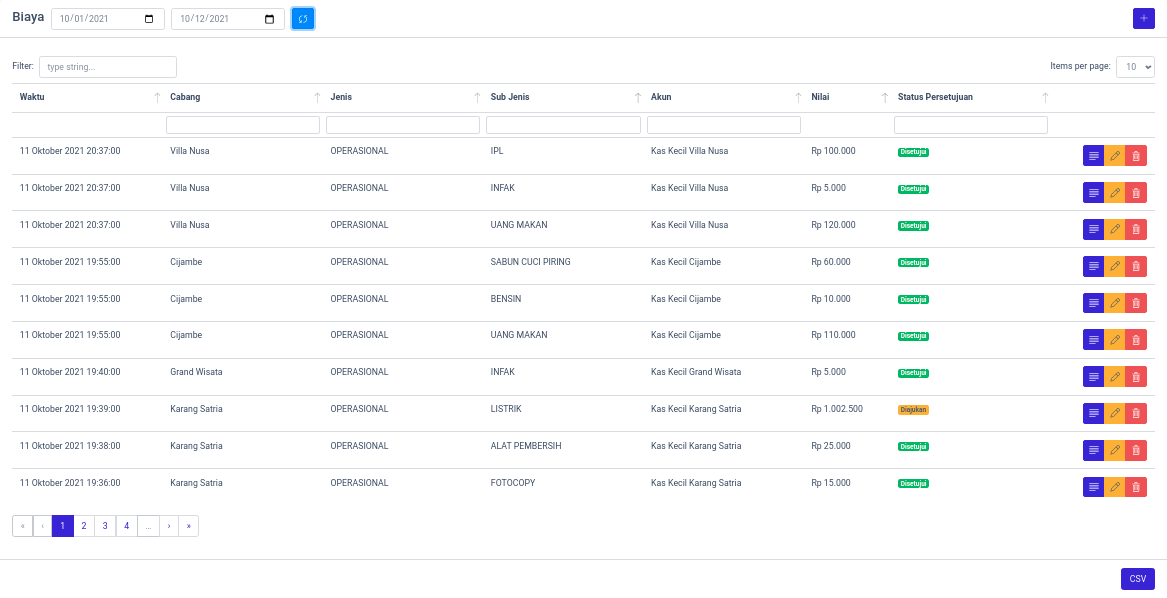 Biaya 10/01/2021 10/12/2021 +
Filter: type string... Items per page: 10
Waktu Cabang Jenis Sub Jenis Akun Nilai Status Persetujuan
11 Oktober 2021 20:37:00 Villa Nusa OPERASIONAL IPL Kas Kecil Villa Nusa Rp 100.000 Disetujui
11 Oktober 2021 20:37:00 Villa Nusa OPERASIONAL INFAK Kas Kecil Villa Nusa Rp 5.000 Disetujui
11 Oktober 2021 20:37:00 Villa Nusa OPERASIONAL UANG MAKAN Kas Kecil Villa Nusa Rp 120.000 Disetujui
11 Oktober 2021 19:55:00 Cijambe OPERASIONAL SABUN CUCI PIRING Kas Kecil Cijambe Rp 60.000 Disetujui
11 Oktober 2021 19:55:00 Cijambe OPERASIONAL BENSIN Kas Kecil Cijambe Rp 10.000 Disetujui
11 Oktober 2021 19:55:00 Cijambe OPERASIONAL UANG MAKAN Kas Kecil Cijambe Rp 110.000 Disetujui
11 Oktober 2021 19:40:00 Grand Wisata OPERASIONAL INFAK Kas Kecil Grand Wisata Rp 5.000 Disetujui
11 Oktober 2021 19:39:00 Karang Satria OPERASIONAL LISTRIK Kas Kecil Karang Satria Rp 1.002.500 Diajukan
11 Oktober 2021 19:38:00 Karang Satria OPERASIONAL ALAT PEMBERSIH Kas Kecil Karang Satria Rp 25.000 Disetujui
11 Oktober 2021 19:36:00 Karang Satria OPERASIONAL FOTOCOPY Kas Kecil Karang Satria Rp 15.000 Disetujui
« ‹ 1 2 3 4 ... › »
CSV